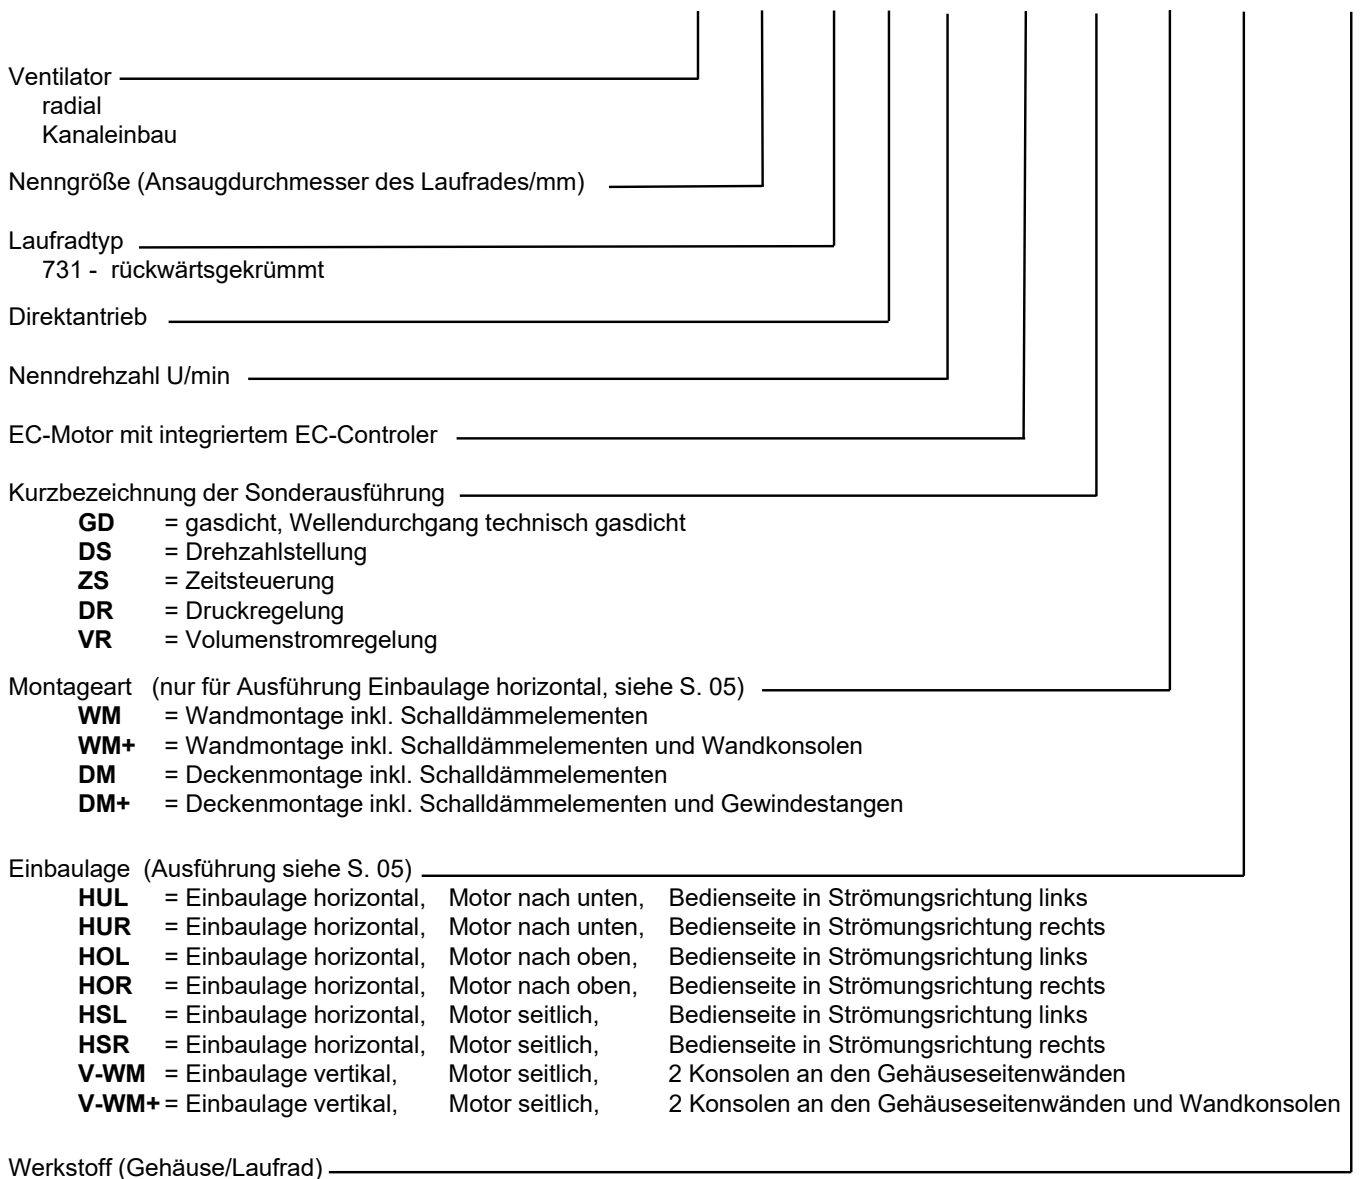 Ventilator
radial
Kanaleinbau
Nenngröße (Ansaugdurchmesser des Laufrades/mm)
Laufradtyp
731 - rückwärtsgekrümmt
Direktantrieb
Nenndrehzahl U/min
EC-Motor mit integriertem EC-Controler
Kurzbezeichnung der Sonderausführung
GD = gasdicht, Wellendurchgang technisch gasdicht
DS = Drehzahlstellung
ZS = Zeitsteuerung
DR = Druckregelung
VR = Volumenstromregelung
Montageart (nur für Ausführung Einbaulage horizontal, siehe S. 05)
WM = Wandmontage inkl. Schalldämmelementen
WM+ = Wandmontage inkl. Schalldämmelementen und Wandkonsolen
DM = Deckenmontage inkl. Schalldämmelementen
DM+ = Deckenmontage inkl. Schalldämmelementen und Gewindestangen
Einbaulage (Ausführung siehe S. 05)
HUL = Einbaulage horizontal, Motor nach unten, Bedienseite in Strömungsrichtung links
HUR = Einbaulage horizontal, Motor nach unten, Bedienseite in Strömungsrichtung rechts
HOL = Einbaulage horizontal, Motor nach oben, Bedienseite in Strömungsrichtung links
HOR = Einbaulage horizontal, Motor nach oben, Bedienseite in Strömungsrichtung rechts
HSL = Einbaulage horizontal, Motor seitlich, Bedienseite in Strömungsrichtung links
HSR = Einbaulage horizontal, Motor seitlich, Bedienseite in Strömungsrichtung rechts
V-WM = Einbaulage vertikal, Motor seitlich, 2 Konsolen an den Gehäuseseitenwänden
V-WM+ = Einbaulage vertikal, Motor seitlich, 2 Konsolen an den Gehäuseseitenwänden und Wandkonsolen
Werkstoff (Gehäuse/Laufrad)